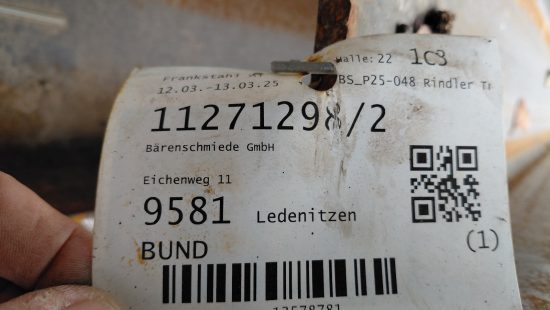 Halle: 22 1C3
Frankstahl
12.03.-13.03.25 BS_P25-048 Rindler
11271298/2
Bärenschmiede GmbH
Eichenweg 11
9581 Ledenitzen
(1)
BUND